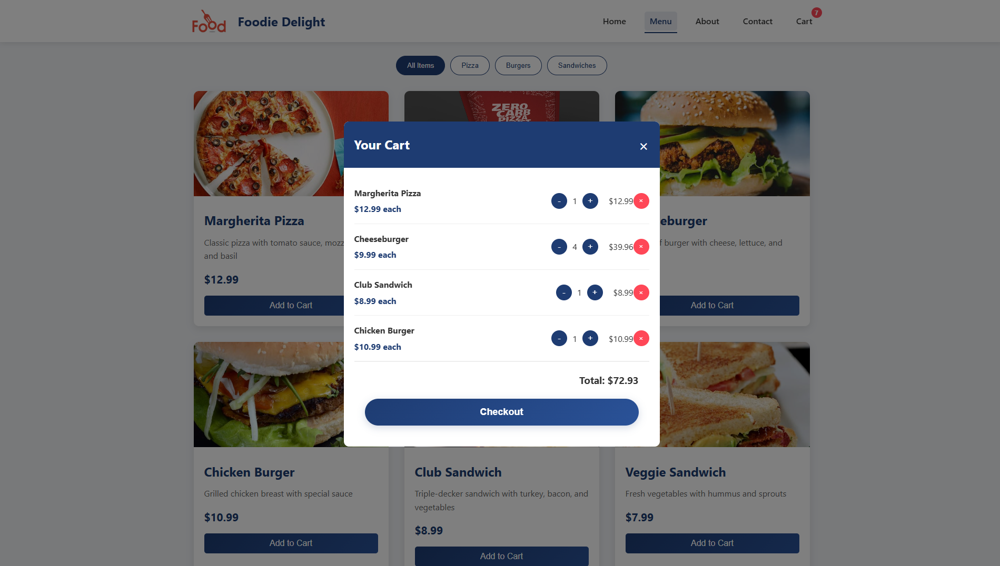 Food
Foodie Delight
Home
Menu
About
Contact
Cart
7
All Items
Pizza
Burgers
Sandwiches
ZERO
CARB
PIZZA
Your Cart
×
Margherita Pizza
$12.99 each
-
1
+
$12.99
×
Cheeseburger
$9.99 each
-
4
+
$39.96
×
Club Sandwich
$8.99 each
-
1
+
$8.99
×
Chicken Burger
$10.99 each
-
1
+
$10.99
×
Total: $72.93
Checkout
Margherita Pizza
Classic pizza with tomato sauce, mozz
and basil
$12.99
Add to Cart
eburger
f burger with cheese, lettuce, and
Add to Cart
Chicken Burger
Grilled chicken breast with special sauce
$10.99
Add to Cart
Club Sandwich
Triple-decker sandwich with turkey, bacon, and
vegetables
$8.99
Add to Cart
Veggie Sandwich
Fresh vegetables with hummus and sprouts
$7.99
Add to Cart